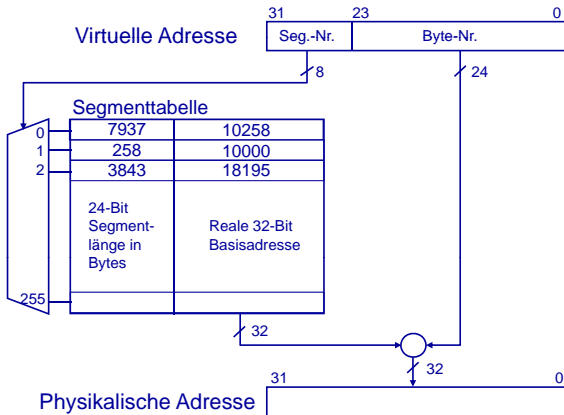 31 23 0
Virtuelle Adresse Seg.-Nr. Byte-Nr.
8 24
Segmenttabelle
0 7937 10258
1 258 10000
2 3843 18195
24-Bit
Segment-
länge in
Bytes
Reale 32-Bit
Basisadresse
255
32
32
31 0
Physikalische Adresse